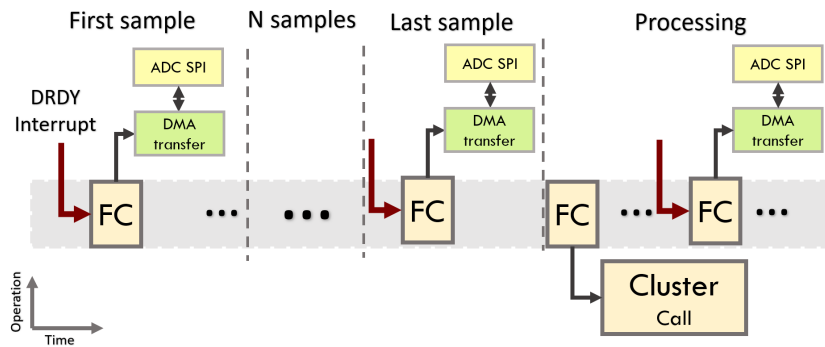 First sample
N samples
Last sample
Processing
ADC SPI
DMA
transfer
DRDY
Interrupt
FC
...
...
ADC SPI
DMA
transfer
FC
FC
...
ADC SPI
DMA
transfer
FC
...
Cluster
Call
Operation
Time